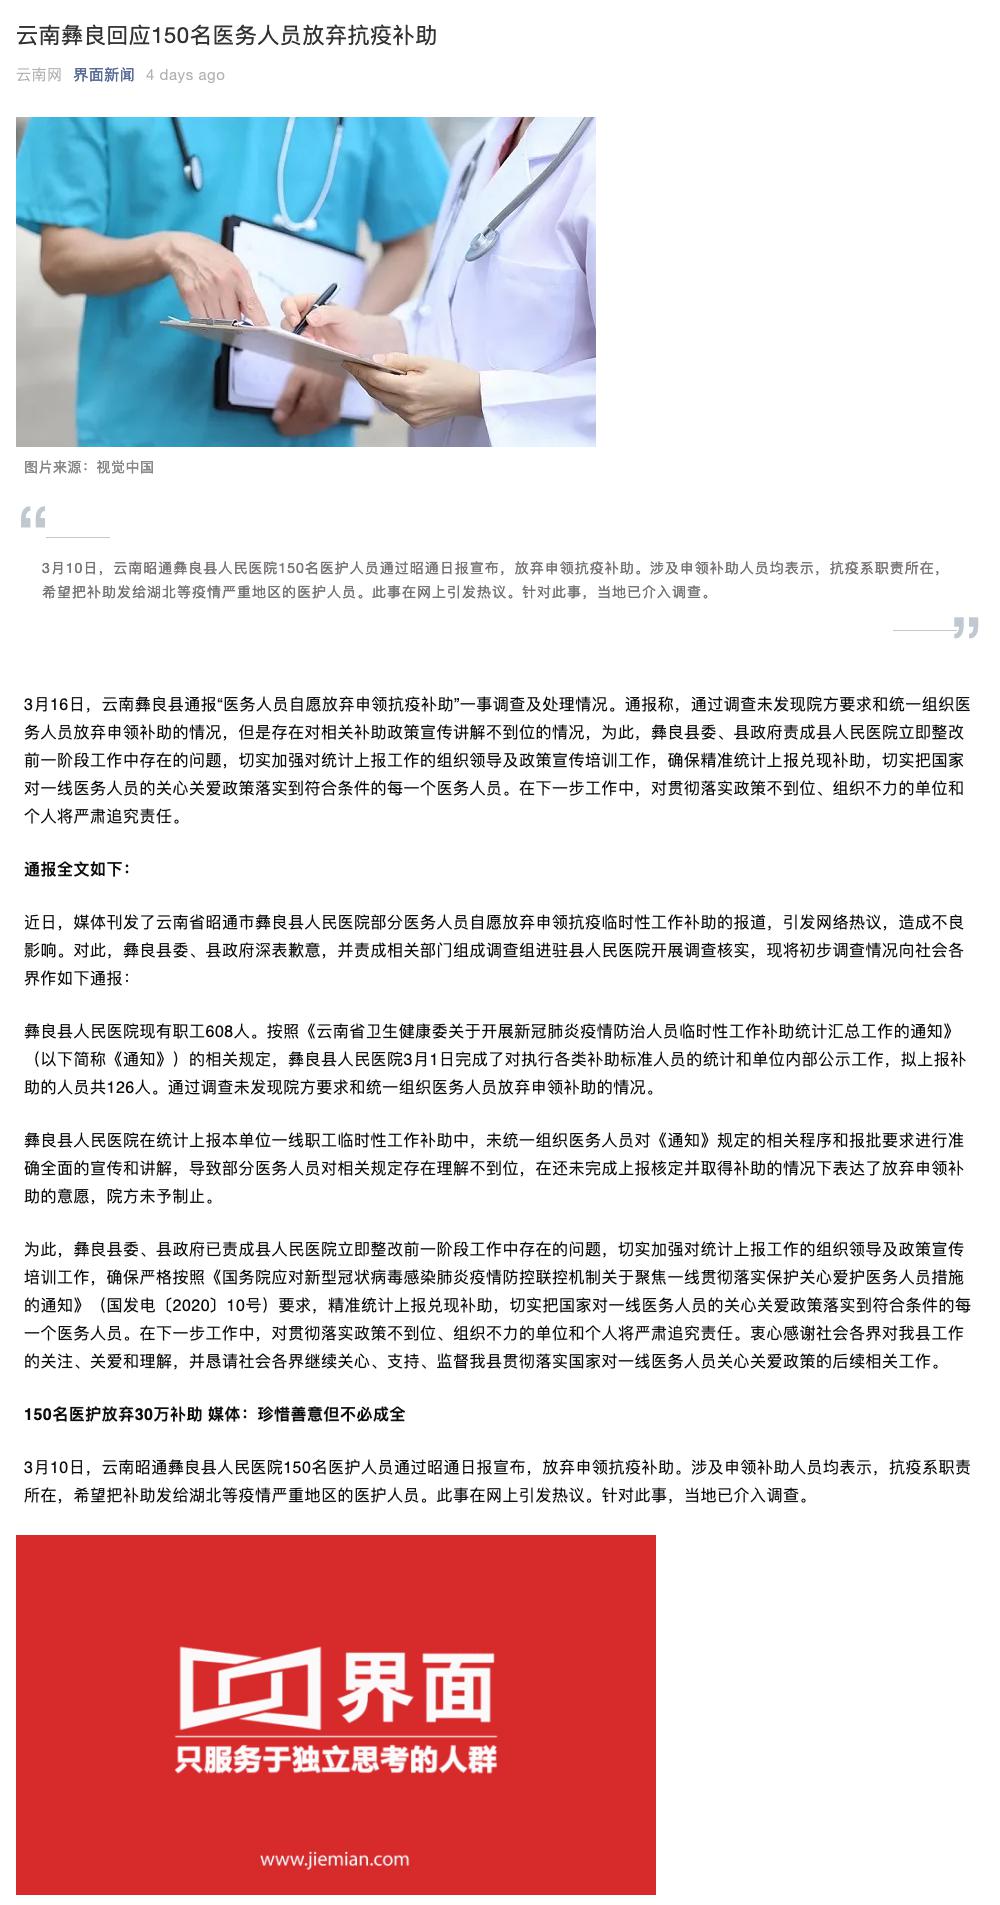 云南彝良回应150名医务人员放弃抗疫补助
云南网 界面新闻 4 days ago
图片来源：视觉中国
“
3月10日，云南昭通彝良县人民医院150名医护人员通过昭通日报宣布，放弃申领抗疫补助。涉及申领补助人员均表示，抗疫系职责所在，
希望把补助发给湖北等疫情严重地区的医护人员。此事在网上引发热议。针对此事，当地已介入调查。
”
3月16日，云南彝良县通报“医务人员自愿放弃申领抗疫补助”一事调查及处理情况。通报称，通过调查未发现院方要求和统一组织医
务人员放弃申领补助的情况，但是存在对相关补助政策宣传讲解不到位的情况，为此，彝良县委、县政府责成县人民医院立即整改
前一阶段工作中存在的问题，切实加强对统计上报工作的组织领导及政策宣传培训工作，确保精准统计上报兑现补助，切实把国家
对一线医务人员的关心关爱政策落实到符合条件的每一个医务人员。在下一步工作中，对贯彻落实政策不到位、组织不力的单位和
个人将严肃追究责任。
通报全文如下：
近日，媒体刊发了云南省昭通市彝良县人民医院部分医务人员自愿放弃申领抗疫临时性工作补助的报道，引发网络热议，造成不良
影响。对此，彝良县委、县政府深表歉意，并责成相关部门组成调查组进驻县人民医院开展调查核实，现将初步调查情况向社会各
界作如下通报：
彝良县人民医院现有职工608人。按照《云南省卫生健康委关于开展新冠肺炎疫情防治人员临时性工作补助统计汇总工作的通知》
（以下简称《通知》）的相关规定，彝良县人民医院3月1日完成了对执行各类补助标准人员的统计和单位内部公示工作，拟上报补
助的人员共126人。通过调查未发现院方要求和统一组织医务人员放弃申领补助的情况。
彝良县人民医院在统计上报本单位一线职工临时性工作补助中，未统一组织医务人员对《通知》规定的相关程序和报批要求进行准
确全面的宣传和讲解，导致部分医务人员对相关规定存在理解不到位，在还未完成上报核定并取得补助的情况下表达了放弃申领补
助的意愿，院方未予制止。
为此，彝良县委、县政府已责成县人民医院立即整改前一阶段工作中存在的问题，切实加强对统计上报工作的组织领导及政策宣传
培训工作，确保严格按照《国务院应对新型冠状病毒感染肺炎疫情防控联控机制关于聚焦一线贯彻落实保护关心爱护医务人员措施
的通知》（国发电〔2020〕10号）要求，精准统计上报兑现补助，切实把国家对一线医务人员的关心关爱政策落实到符合条件的每
一个医务人员。在下一步工作中，对贯彻落实政策不到位、组织不力的单位和个人将严肃追究责任。衷心感谢社会各界对我县工作
的关注、关爱和理解，并恳请社会各界继续关心、支持、监督我县贯彻落实国家对一线医务人员关心关爱政策的后续相关工作。
150名医护放弃30万补助 媒体：珍惜善意但不必成全
3月10日，云南昭通彝良县人民医院150名医护人员通过昭通日报宣布，放弃申领抗疫补助。涉及申领补助人员均表示，抗疫系职责
所在，希望把补助发给湖北等疫情严重地区的医护人员。此事在网上引发热议。针对此事，当地已介入调查。
界面
只服务于独立思考的人群
www.jiemian.com